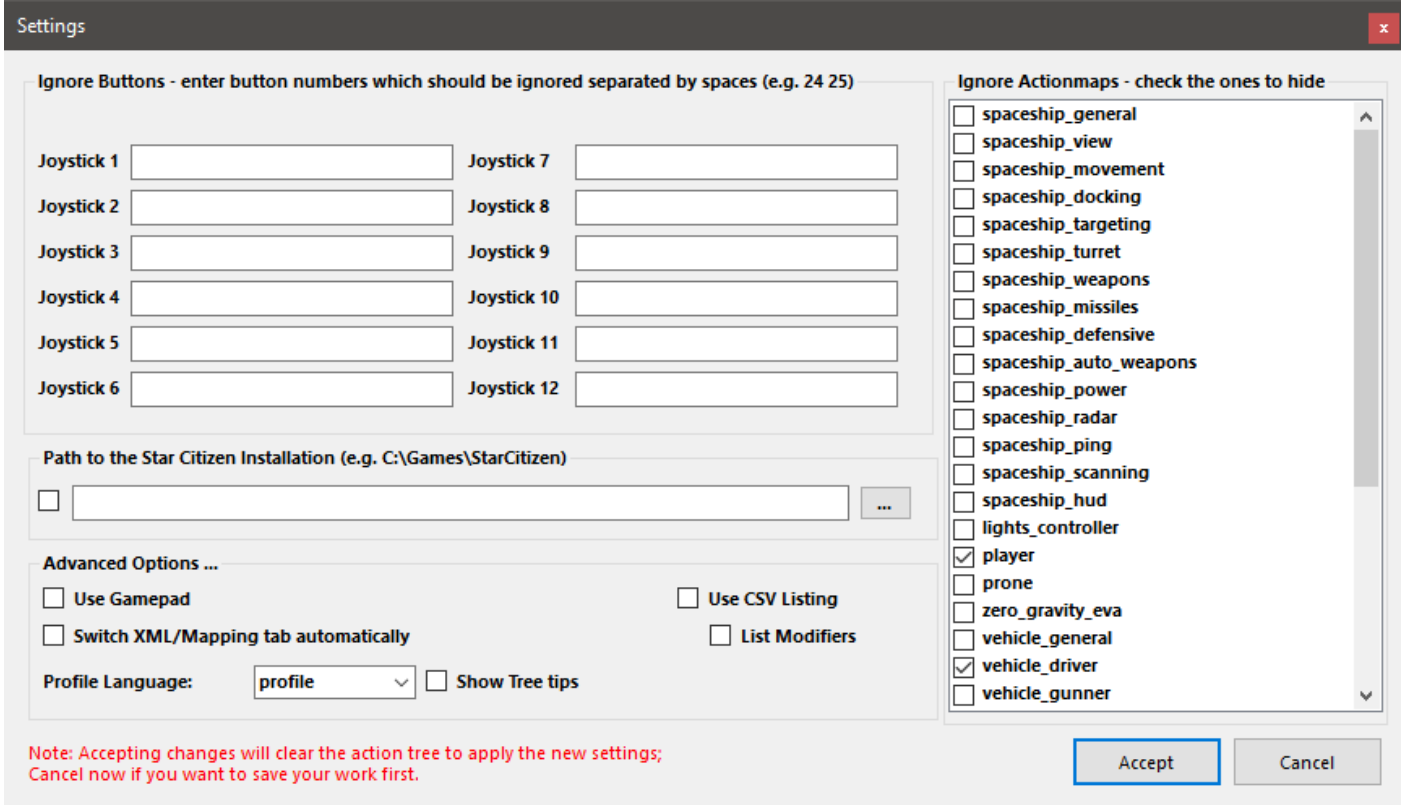 Settings
x
Ignore Buttons - enter button numbers which should be ignored separated by spaces (e.g. 24 25)
Joystick 1
Joystick 7
Joystick 2
Joystick 8
Joystick 3
Joystick 9
Joystick 4
Joystick 10
Joystick 5
Joystick 11
Joystick 6
Joystick 12
Path to the Star Citizen Installation (e.g. C:\Games\StarCitizen)
...
Advanced Options ...
Use Gamepad
Use CSV Listing
Switch XML/Mapping tab automatically
List Modifiers
Profile Language:
profile
Show Tree tips
Ignore Actionmaps - check the ones to hide
spaceship_general
spaceship_view
spaceship_movement
spaceship_docking
spaceship_targeting
spaceship_turret
spaceship_weapons
spaceship_missiles
spaceship_defensive
spaceship_auto_weapons
spaceship_power
spaceship_radar
spaceship_ping
spaceship_scanning
spaceship_hud
lights_controller
player
prone
zero_gravity_eva
vehicle_general
vehicle_driver
vehicle_gunner
Note: Accepting changes will clear the action tree to apply the new settings;
Cancel now if you want to save your work first.
Accept
Cancel